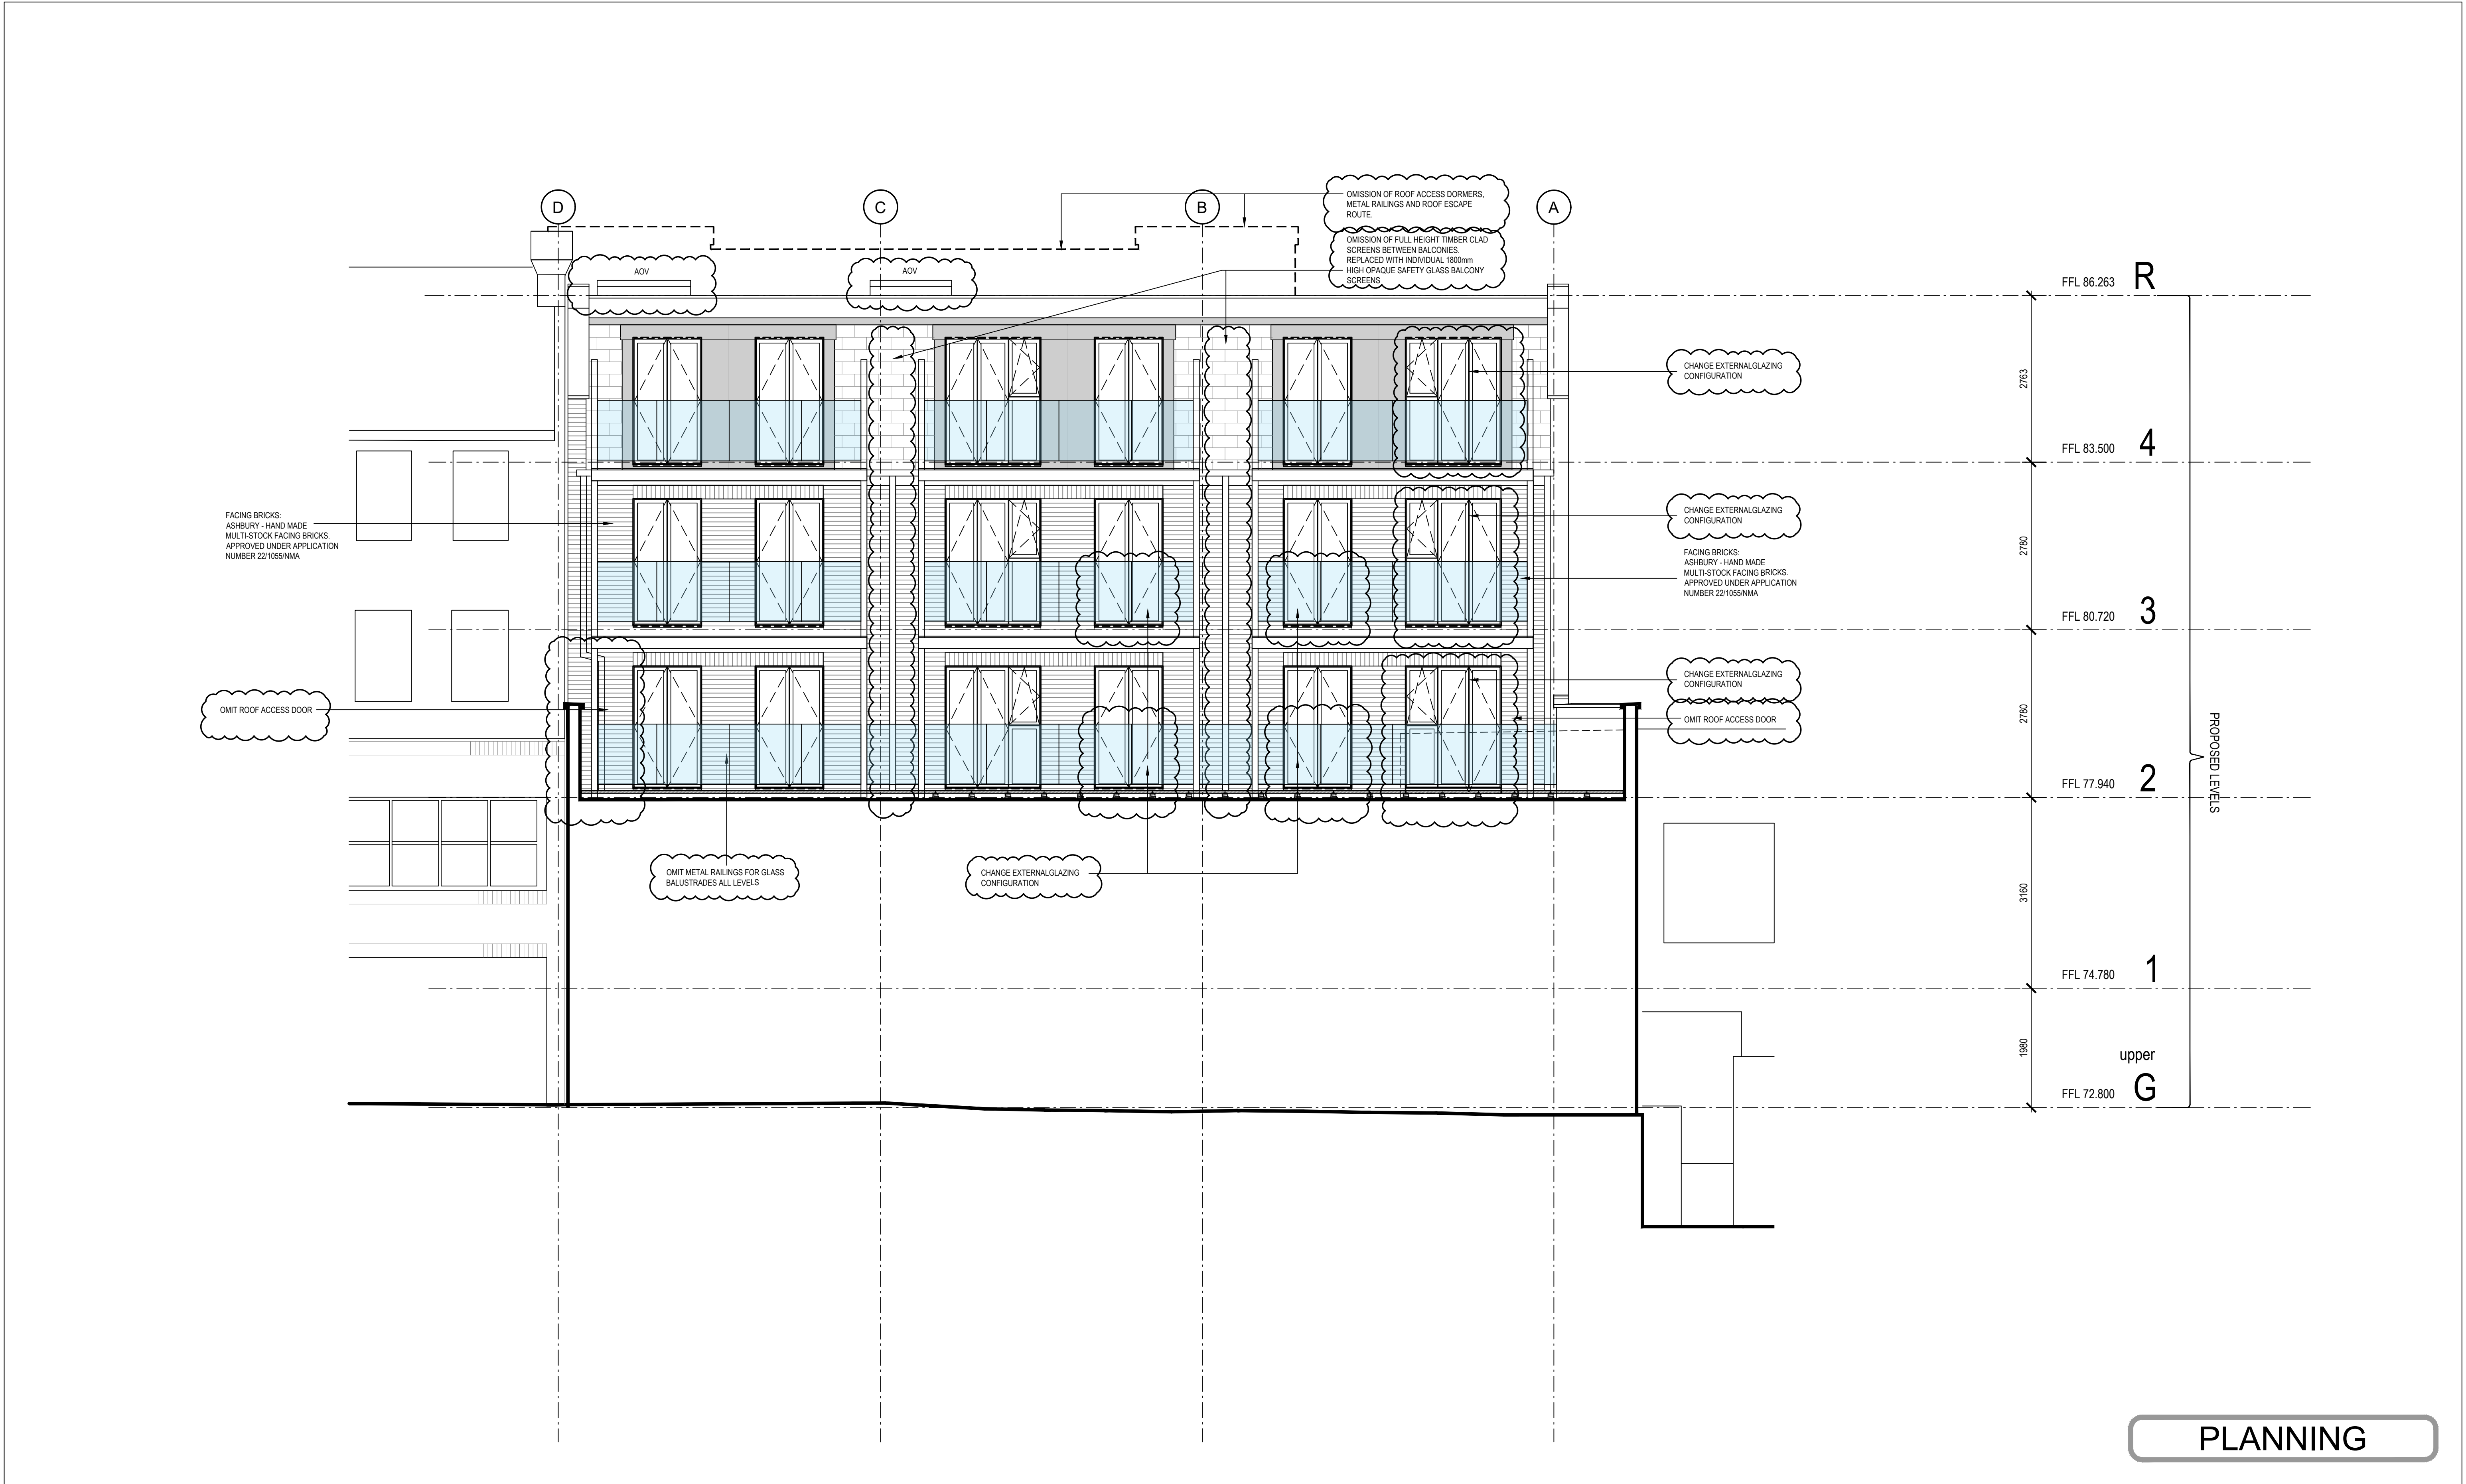 D
C
B
A
OMISSION OF ROOF ACCESS DORMERS,
METAL RAILINGS AND ROOF ESCAPE
ROUTE.
OMISSION OF FULL HEIGHT TIMBER CLAD
SCREENS BETWEEN BALCONIES.
REPLACED WITH INDIVIDUAL 1800mm
HIGH OPAQUE SAFETY GLASS BALCONY
SCREENS
AOV
AOV
FFL 86.263 R
CHANGE EXTERNALGLAZING
CONFIGURATION
2763
FFL 83.500 4
FACING BRICKS:
ASHBURY - HAND MADE
MULTI-STOCK FACING BRICKS.
APPROVED UNDER APPLICATION
NUMBER 22/1055/NMA
CHANGE EXTERNALGLAZING
CONFIGURATION
FACING BRICKS:
ASHBURY - HAND MADE
MULTI-STOCK FACING BRICKS.
APPROVED UNDER APPLICATION
NUMBER 22/1055/NMA
2780
FFL 80.720 3
OMIT ROOF ACCESS DOOR
CHANGE EXTERNALGLAZING
CONFIGURATION
OMIT ROOF ACCESS DOOR
2780
PROPOSED LEVELS
FFL 77.940 2
OMIT METAL RAILINGS FOR GLASS
BALUSTRADES ALL LEVELS
CHANGE EXTERNALGLAZING
CONFIGURATION
3160
FFL 74.780 1
1980
upper
FFL 72.800 G
PLANNING